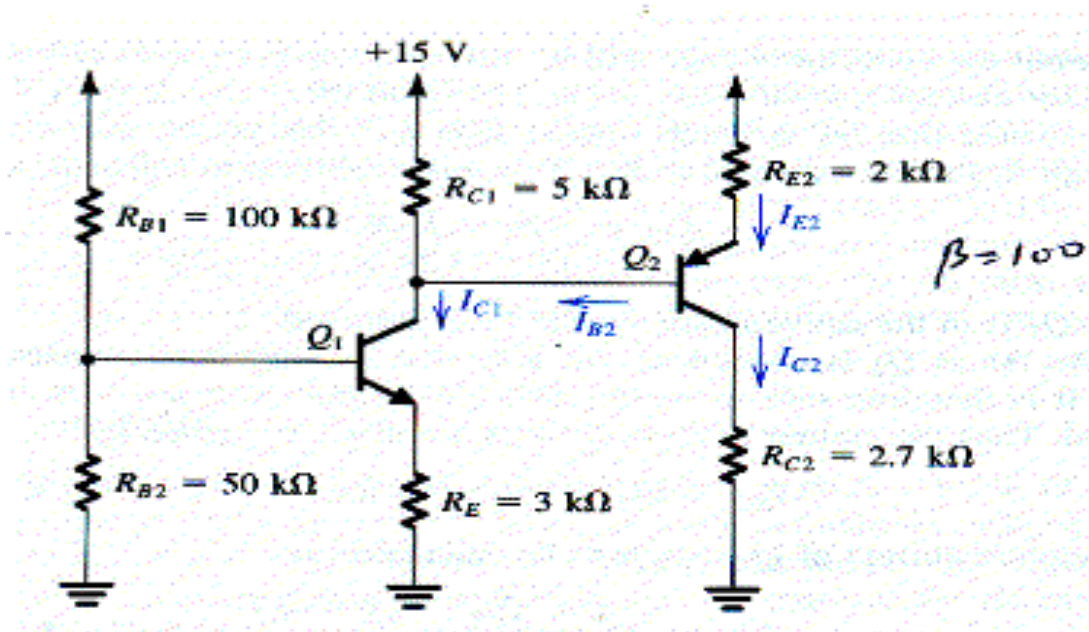 +15 V
R_{B1} = 100 kΩ
R_{C1} = 5 kΩ
R_{E2} = 2 kΩ
I_{E2}
Q_2
β=100
I_{C1}
I_{B2}
Q_1
I_{C2}
R_{B2} = 50 kΩ
R_E = 3 kΩ
R_{C2} = 2.7 kΩ